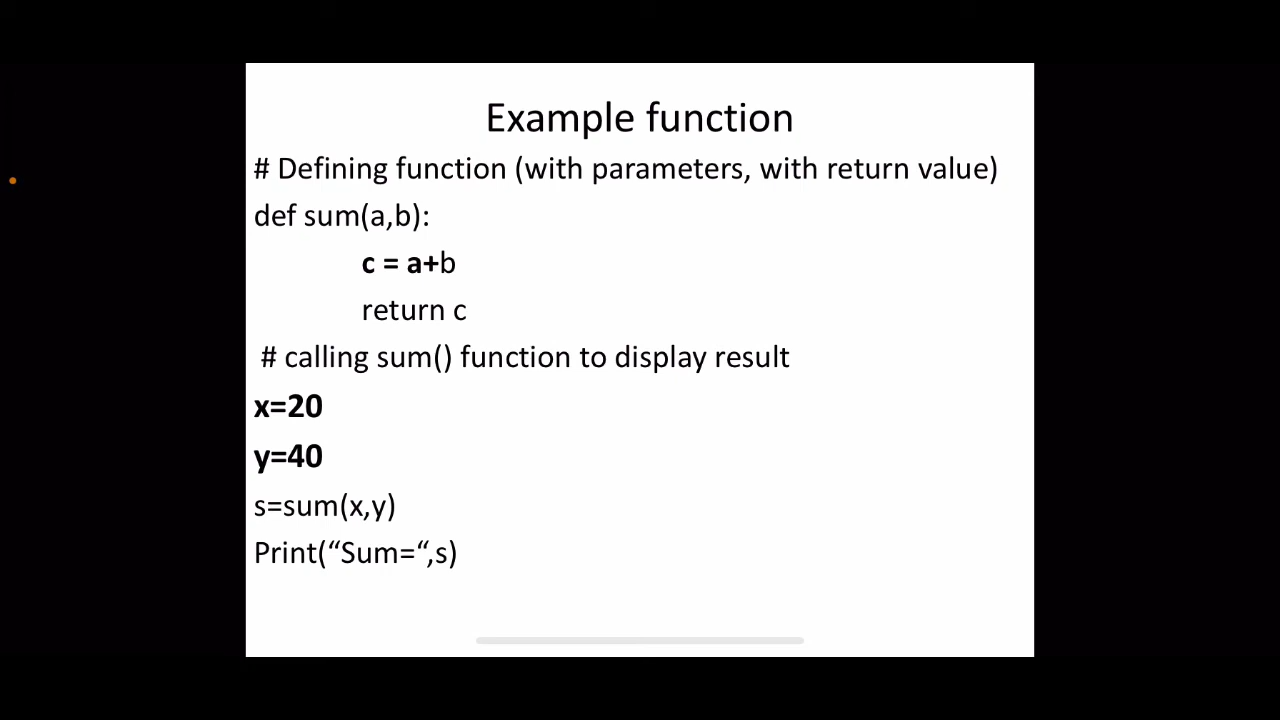 Example function
# Defining function (with parameters, with return value)
def sum(a,b):
c = a+b
return c
# calling sum() function to display result
x=20
y=40
s=sum(x,y)
Print(“Sum=“,s)